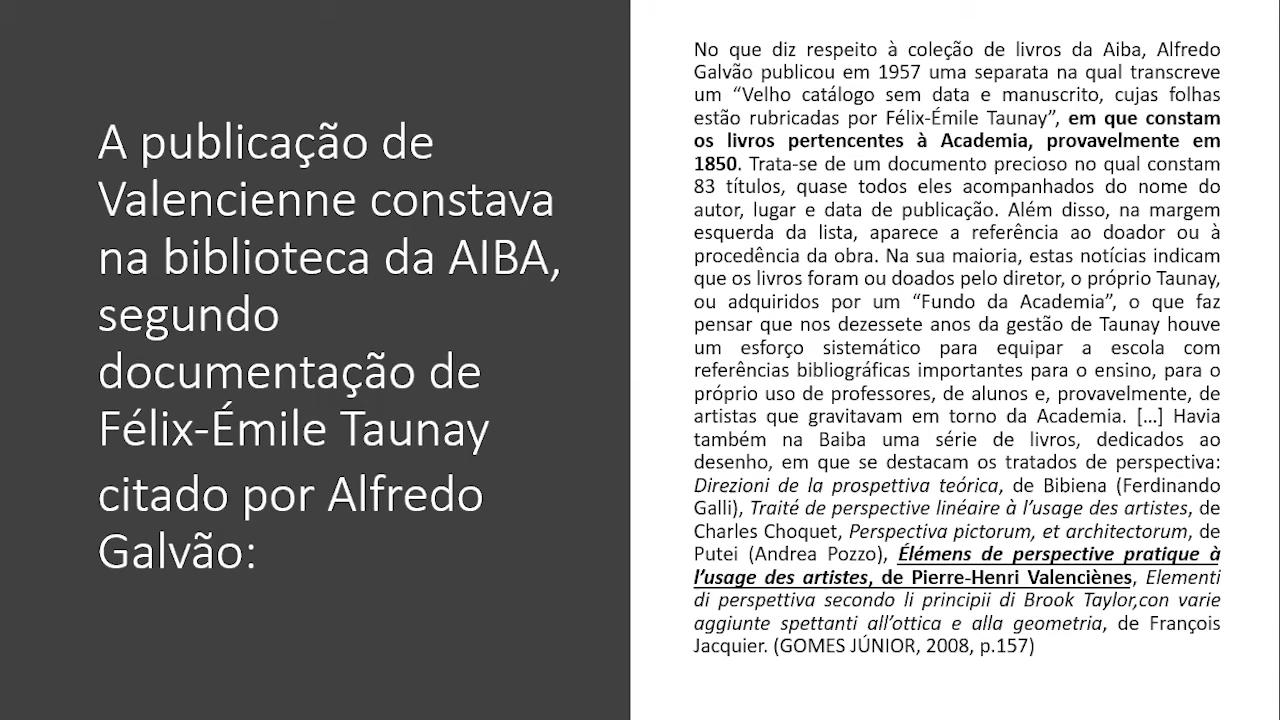 A publicação de
Valencienne constava
na biblioteca da AIBA,
segundo
documentação de
Félix-Émile Taunay
citado por Alfredo
Galvão:
No que diz respeito à coleção de livros da Aiba, Alfredo
Galvão publicou em 1957 uma separata na qual transcreve
um “Velho catálogo sem data e manuscrito, cujas folhas
estão rubricadas por Félix-Émile Taunay”, em que constam
os livros pertencentes à Academia, provavelmente em
1850. Trata-se de um documento precioso no qual constam
83 títulos, quase todos eles acompanhados do nome do
autor, lugar e data de publicação. Além disso, na margem
esquerda da lista, aparece a referência ao doador ou à
procedência da obra. Na sua maioria, estas notícias indicam
que os livros foram ou doados pelo diretor, o próprio Taunay,
ou adquiridos por um “Fundo da Academia”, o que faz
pensar que nos dezessete anos da gestão de Taunay houve
um esforço sistemático para equipar a escola com
referências bibliográficas importantes para o ensino, para o
próprio uso de professores, de alunos e, provavelmente, de
artistas que gravitavam em torno da Academia. [...] Havia
também na Baiba uma série de livros, dedicados ao
desenho, em que se destacam os tratados de perspectiva:
Direzioni de la prospettiva teórica, de Bibiena (Ferdinando
Galli), Traité de perspective linéaire à l’usage des artistes, de
Charles Choquet, Perspectiva pictorum, et architectorum, de
Putei (Andrea Pozzo), Élémens de perspective pratique à
l’usage des artistes, de Pierre-Henri Valenciènes, Elementi
di perspettiva secondo li principii di Brook Taylor,con varie
aggiunte spettanti all’ottica e alla geometria, de François
Jacquier. (GOMES JÚNIOR, 2008, p.157)